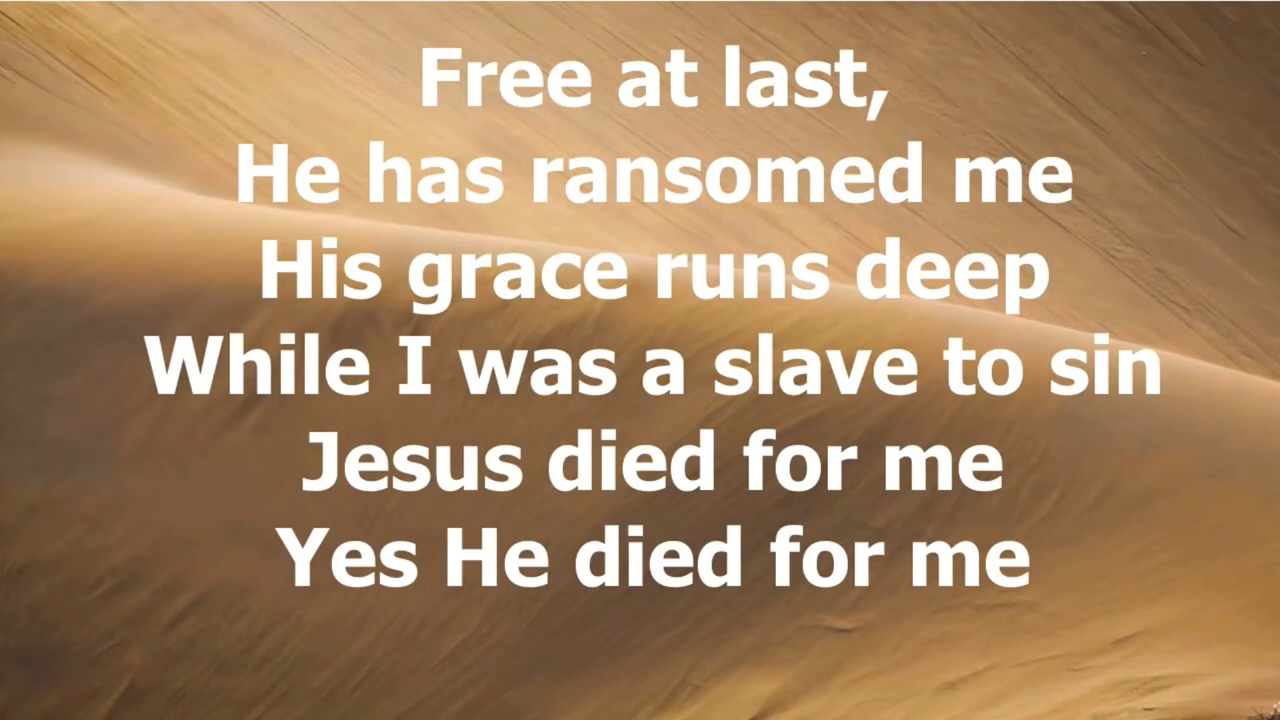 Free at last,
He has ransomed me
His grace runs deep
While I was a slave to sin
Jesus died for me
Yes He died for me